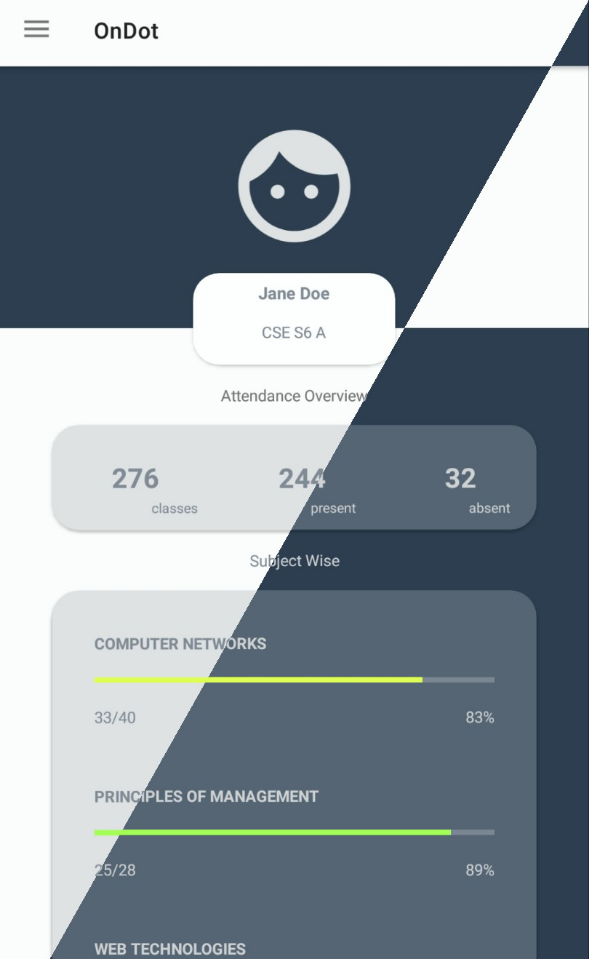 OnDot
Jane Doe
CSE S6 A
Attendance Overview
276 244 32
classes present absent
Subject Wise
COMPUTER NETWORKS
33/40 83%
PRINCIPLES OF MANAGEMENT
25/28 89%
WEB TECHNOLOGIES